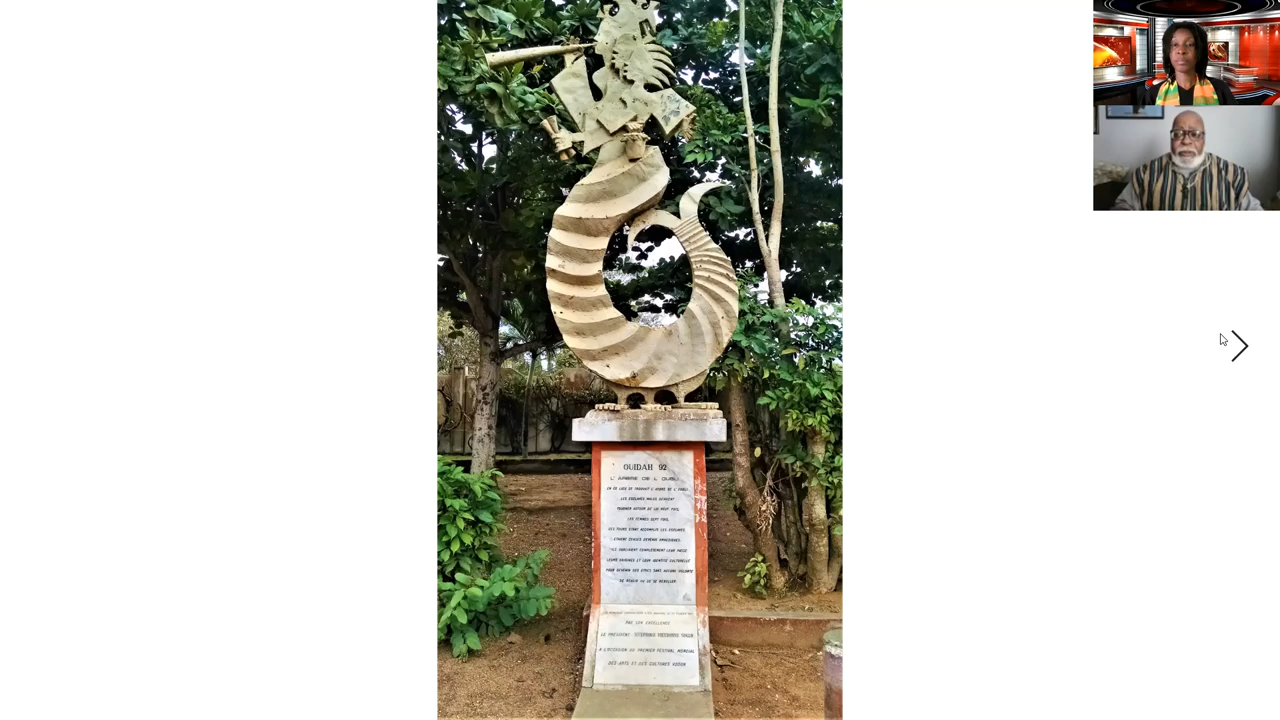 OUIDAH 92
L'ARBRE DE L'OUBLI
EN CE LIEU SE TROUVAIT L'ARBRE DE L'OUBLI.
LES ESCLAVES MALES DEVAIENT
TOURNER AUTOUR DE LUI NEUF FOIS,
LES FEMMES SEPT FOIS,
CES TOURS ETANT ACCOMPLIS LES ESCLAVES
ETAIENT CENSES DEVENIR AMNESIQUES.
ILS OUBLIAIENT COMPLETEMENT LEUR PASSE
LEURS ORIGINES ET LEUR IDENTITE CULTURELLE
POUR DEVENIR DES ETRES SANS AUCUNE VOLONTE
DE REAGIR OU DE SE REBELLER.
PAR SON EXCELLENCE
LE PRESIDENT
A L'OCCASION DU PREMIER FESTIVAL MONDIAL
DES ARTS ET DES CULTURES VODUN